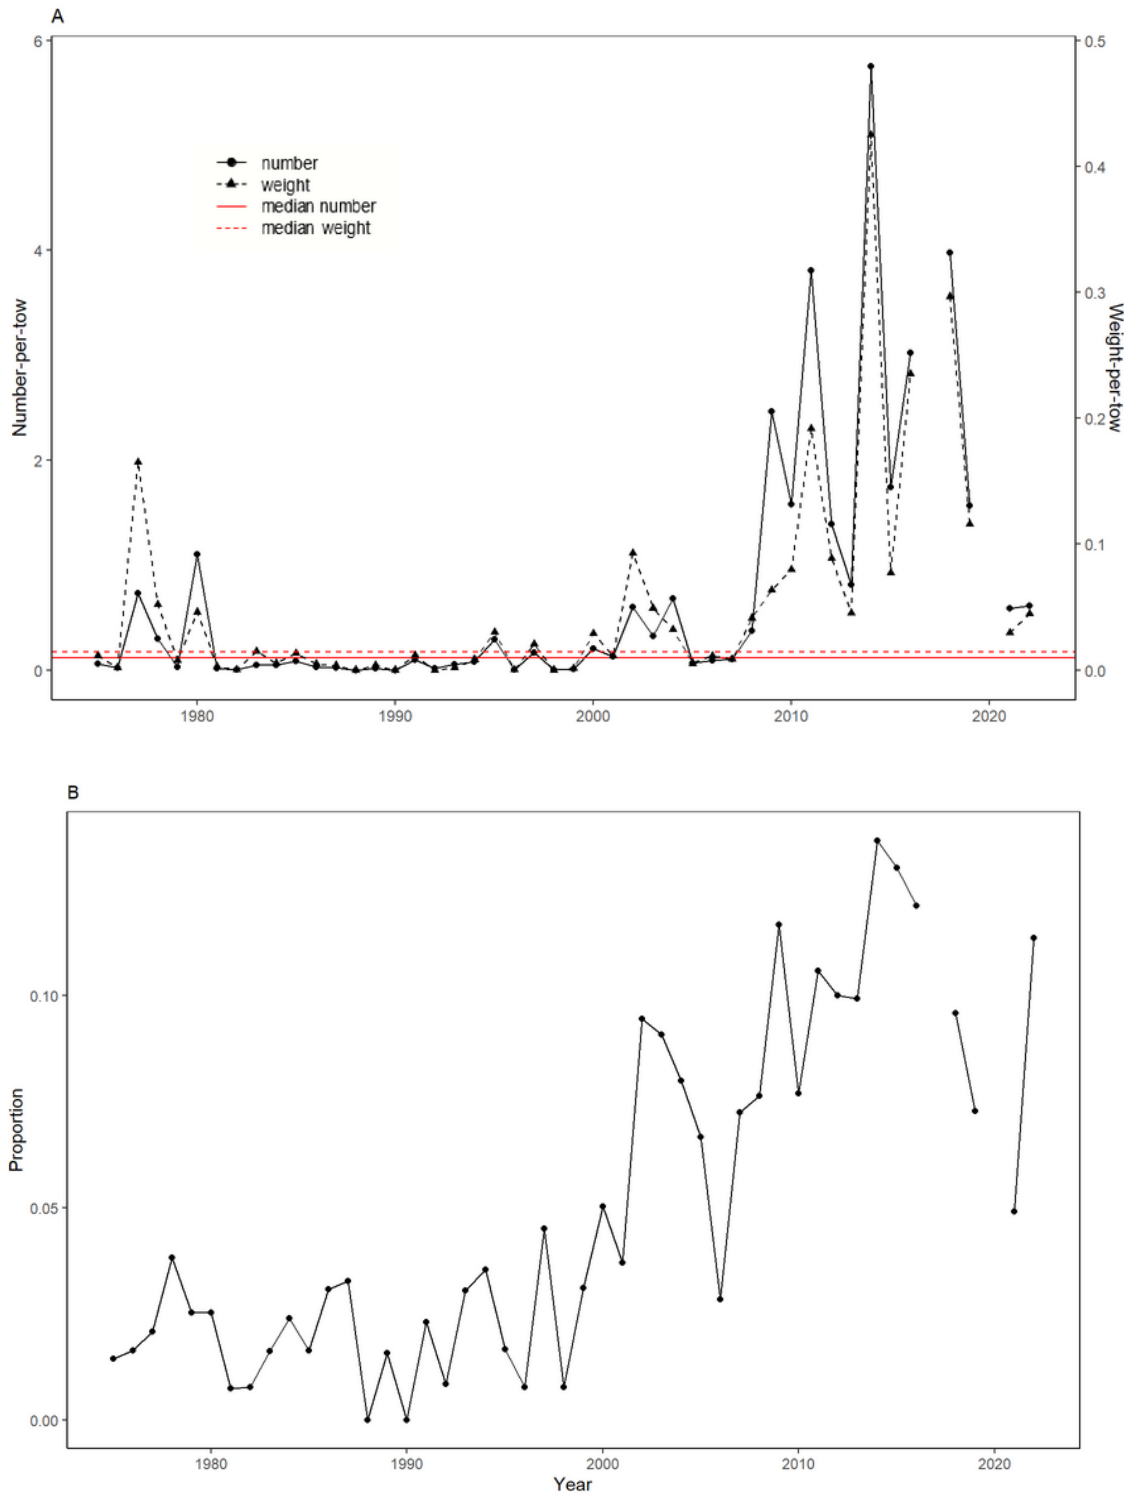 A
6
4
2
0
Number-per-tow
number
weight
median number
median weight
0.5
0.4
0.3
0.2
0.1
0.0
Weight-per-tow
1980 1990 2000 2010 2020
B
0.10
0.05
0.00
Proportion
1980 1990 2000 2010 2020
Year